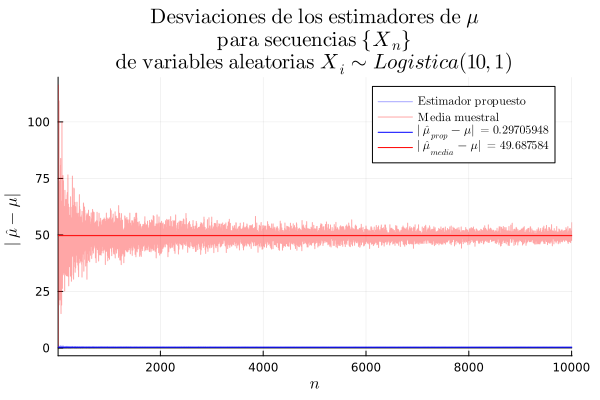 Desviaciones de los estimadores de μ
para secuencias {X_n}
de variables aleatorias X_i ∼ Logistica(10, 1)
Estimador propuesto
Media muestral
| μ̂_prop − μ| = 0.29705948
| μ̂_media − μ| = 49.687584
| μ̂ − μ|
100
75
50
25
0
2000
4000
6000
8000
10000
n